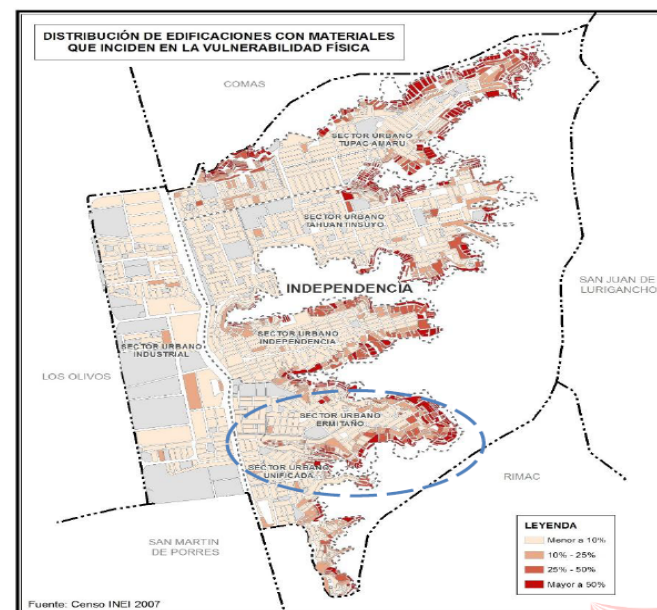 DISTRIBUCIÓN DE EDIFICACIONES CON MATERIALES
QUE INCIDEN EN LA VULNERABILIDAD FÍSICA
COMAS
SECTOR URBANO
TUPAC AMARU
SECTOR URBANO
TAHUANTINSUYO
SAN JUAN DE
LURIGANCHO
INDEPENDENCIA
SECTOR URBANO
INDEPENDENCIA
SECTOR URBANO
INDUSTRIAL
LOS OLIVOS
SECTOR URBANO
ERMITAÑO
SECTOR URBANO
UNIFICADA
RIMAC
SAN MARTIN
DE PORRES
LEYENDA
Menor a 10%
10% - 25%
25% - 50%
Mayor a 50%
Fuente: Censo INEI 2007